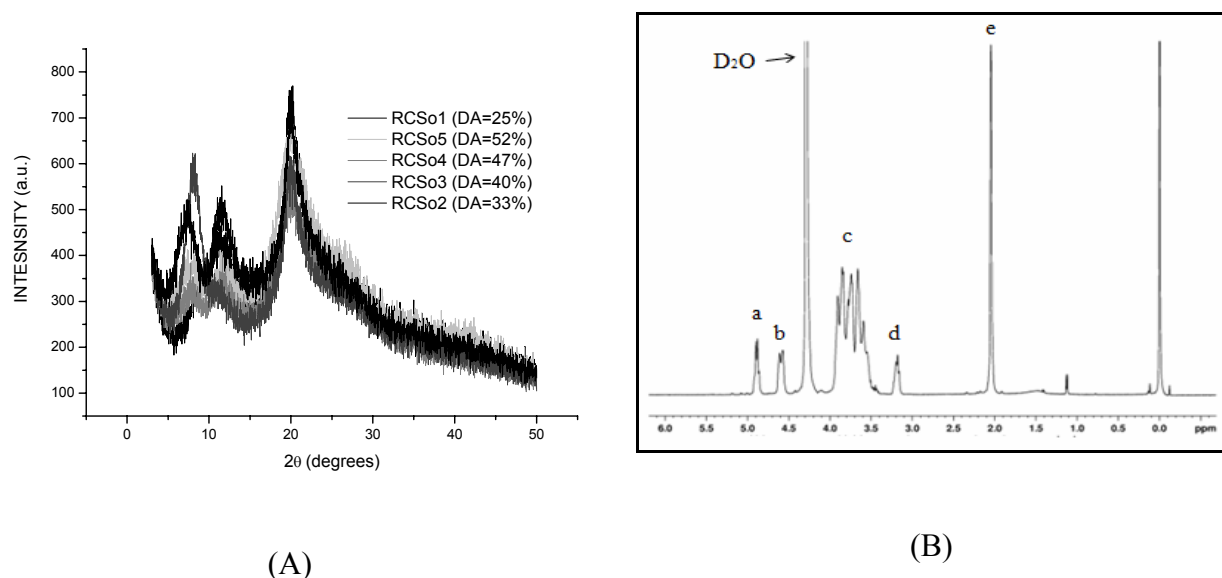 800
700
600
500
400
300
200
100
INTESNSITY (a.u.)
RCSo1 (DA=25%)
RCSo5 (DA=52%)
RCSo4 (DA=47%)
RCSo3 (DA=40%)
RCSo2 (DA=33%)
0 10 20 30 40 50
2θ (degrees)
(A)
D₂O
e
c
a
b
d
6.0 5.5 5.0 4.5 4.0 3.5 3.0 2.5 2.0 1.5 1.0 0.5 0.0 ppm
(B)